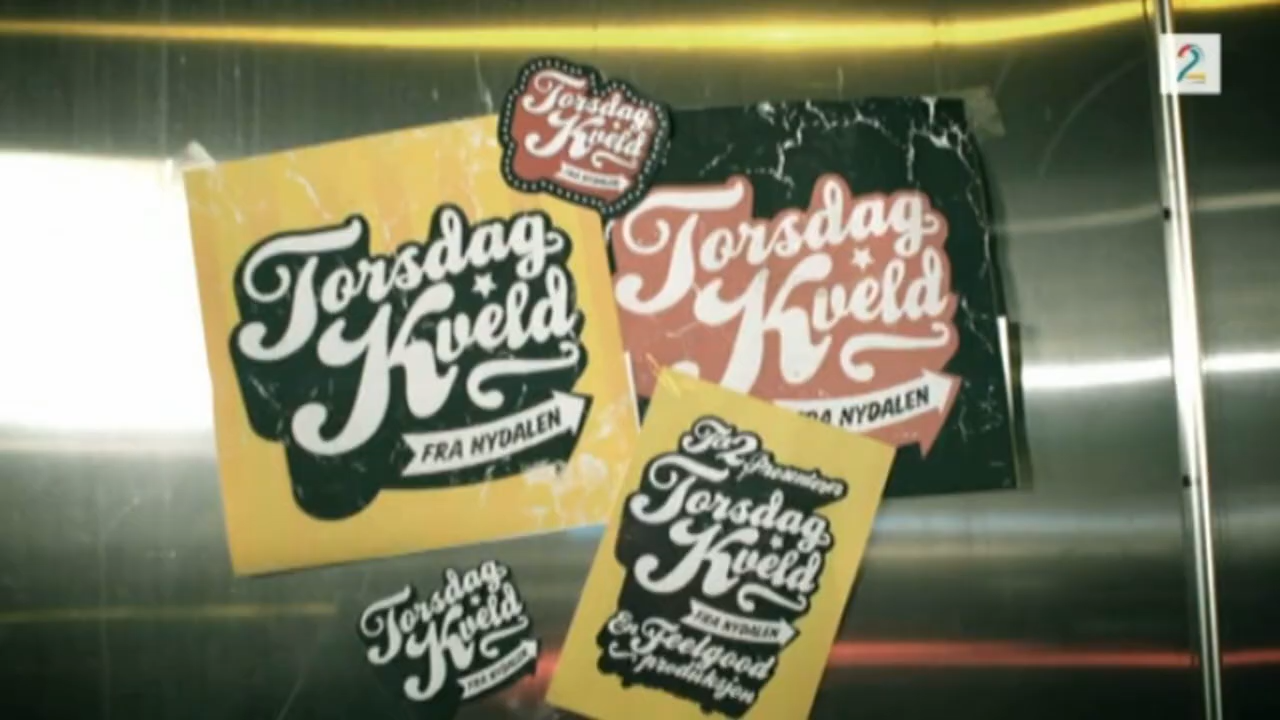 Torsdag
Kveld
FRA NYDALEN
Torsdag
Kveld
FRA NYDALEN
Torsdag
Kveld
FRA NYDALEN
TV2 Presenterer
Torsdag
Kveld
FRA NYDALEN
En Feelgood
produksjon
Torsdag
Kveld
FRA NYDALEN
2